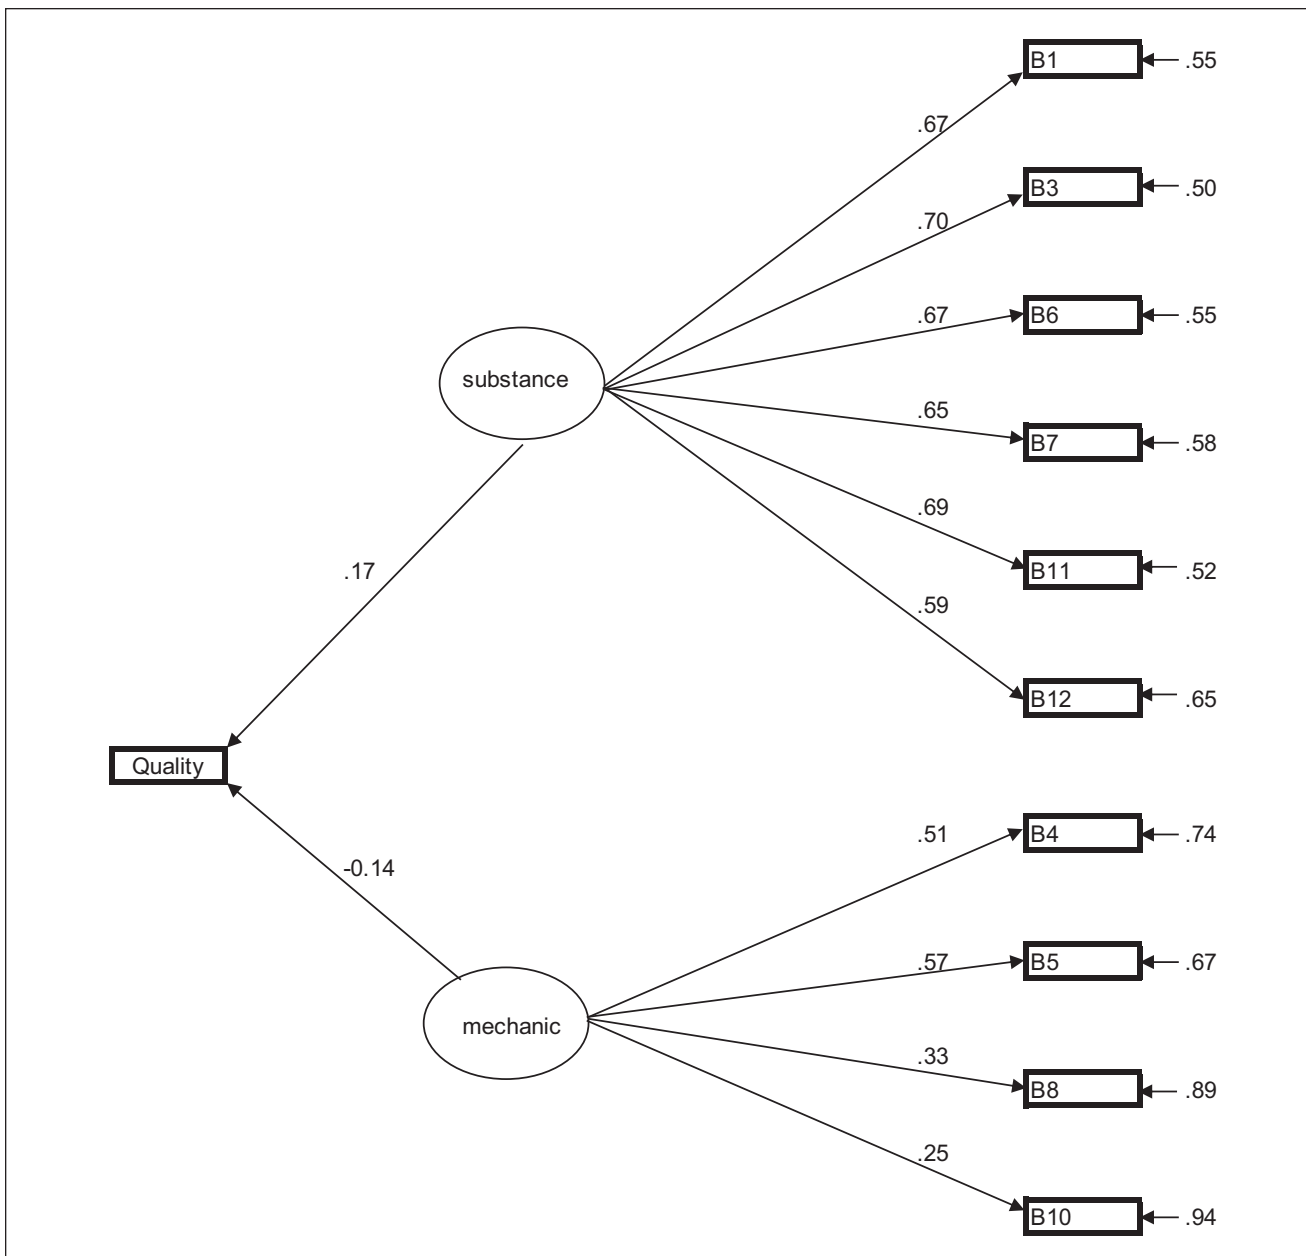 B1
.55
.67
B3
.50
.70
B6
.55
.67
substance
.65
B7
.58
.69
B11
.52
.17
.59
B12
.65
Quality
.51
B4
.74
-0.14
.57
B5
.67
mechanic
.33
B8
.89
.25
B10
.94